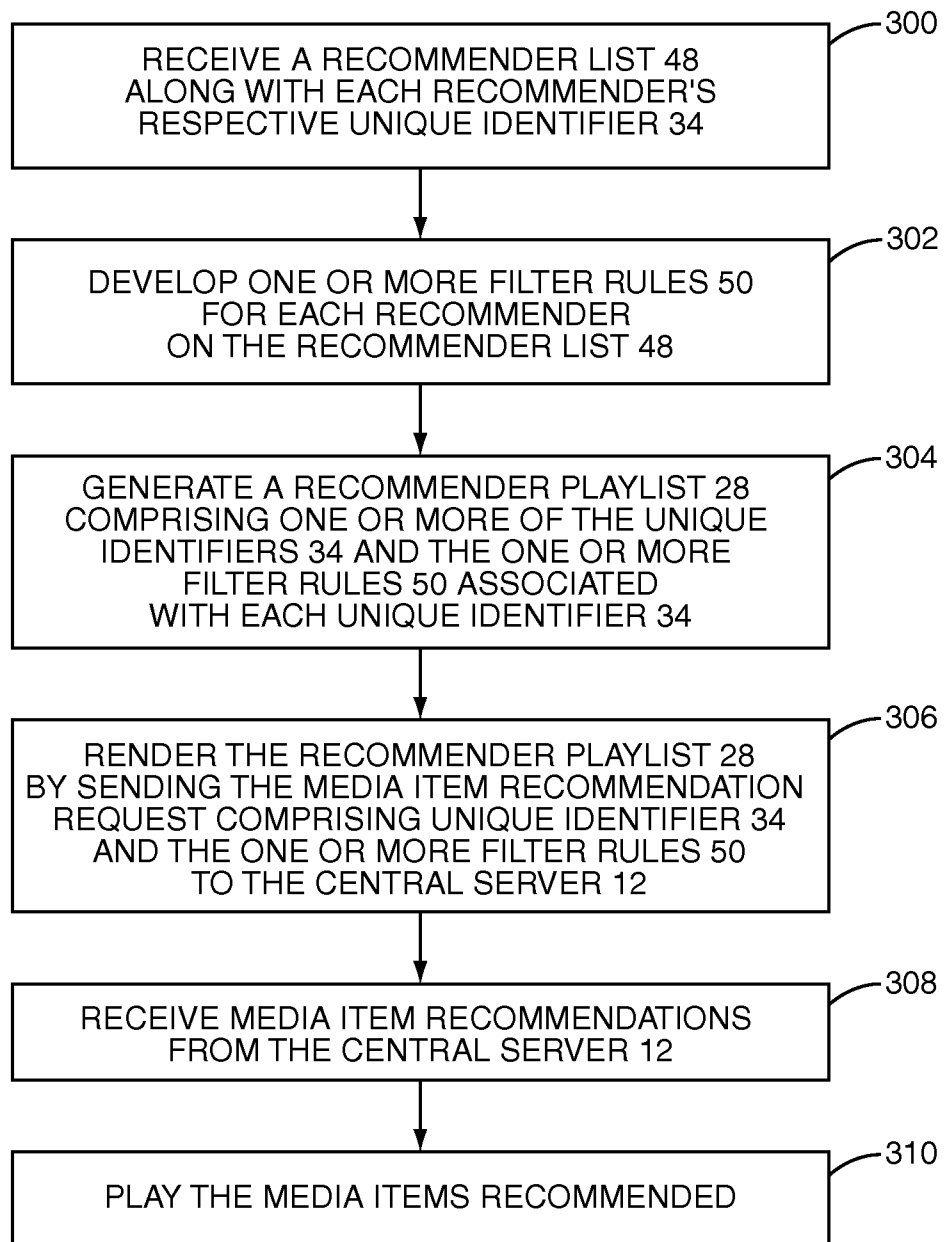 300
RECEIVE A RECOMMENDER LIST 48
ALONG WITH EACH RECOMMENDER'S
RESPECTIVE UNIQUE IDENTIFIER 34
302
DEVELOP ONE OR MORE FILTER RULES 50
FOR EACH RECOMMENDER
ON THE RECOMMENDER LIST 48
304
GENERATE A RECOMMENDER PLAYLIST 28
COMPRISING ONE OR MORE OF THE UNIQUE
IDENTIFIERS 34 AND THE ONE OR MORE
FILTER RULES 50 ASSOCIATED
WITH EACH UNIQUE IDENTIFIER 34
306
RENDER THE RECOMMENDER PLAYLIST 28
BY SENDING THE MEDIA ITEM RECOMMENDATION
REQUEST COMPRISING UNIQUE IDENTIFIER 34
AND THE ONE OR MORE FILTER RULES 50
TO THE CENTRAL SERVER 12
308
RECEIVE MEDIA ITEM RECOMMENDATIONS
FROM THE CENTRAL SERVER 12
310
PLAY THE MEDIA ITEMS RECOMMENDED